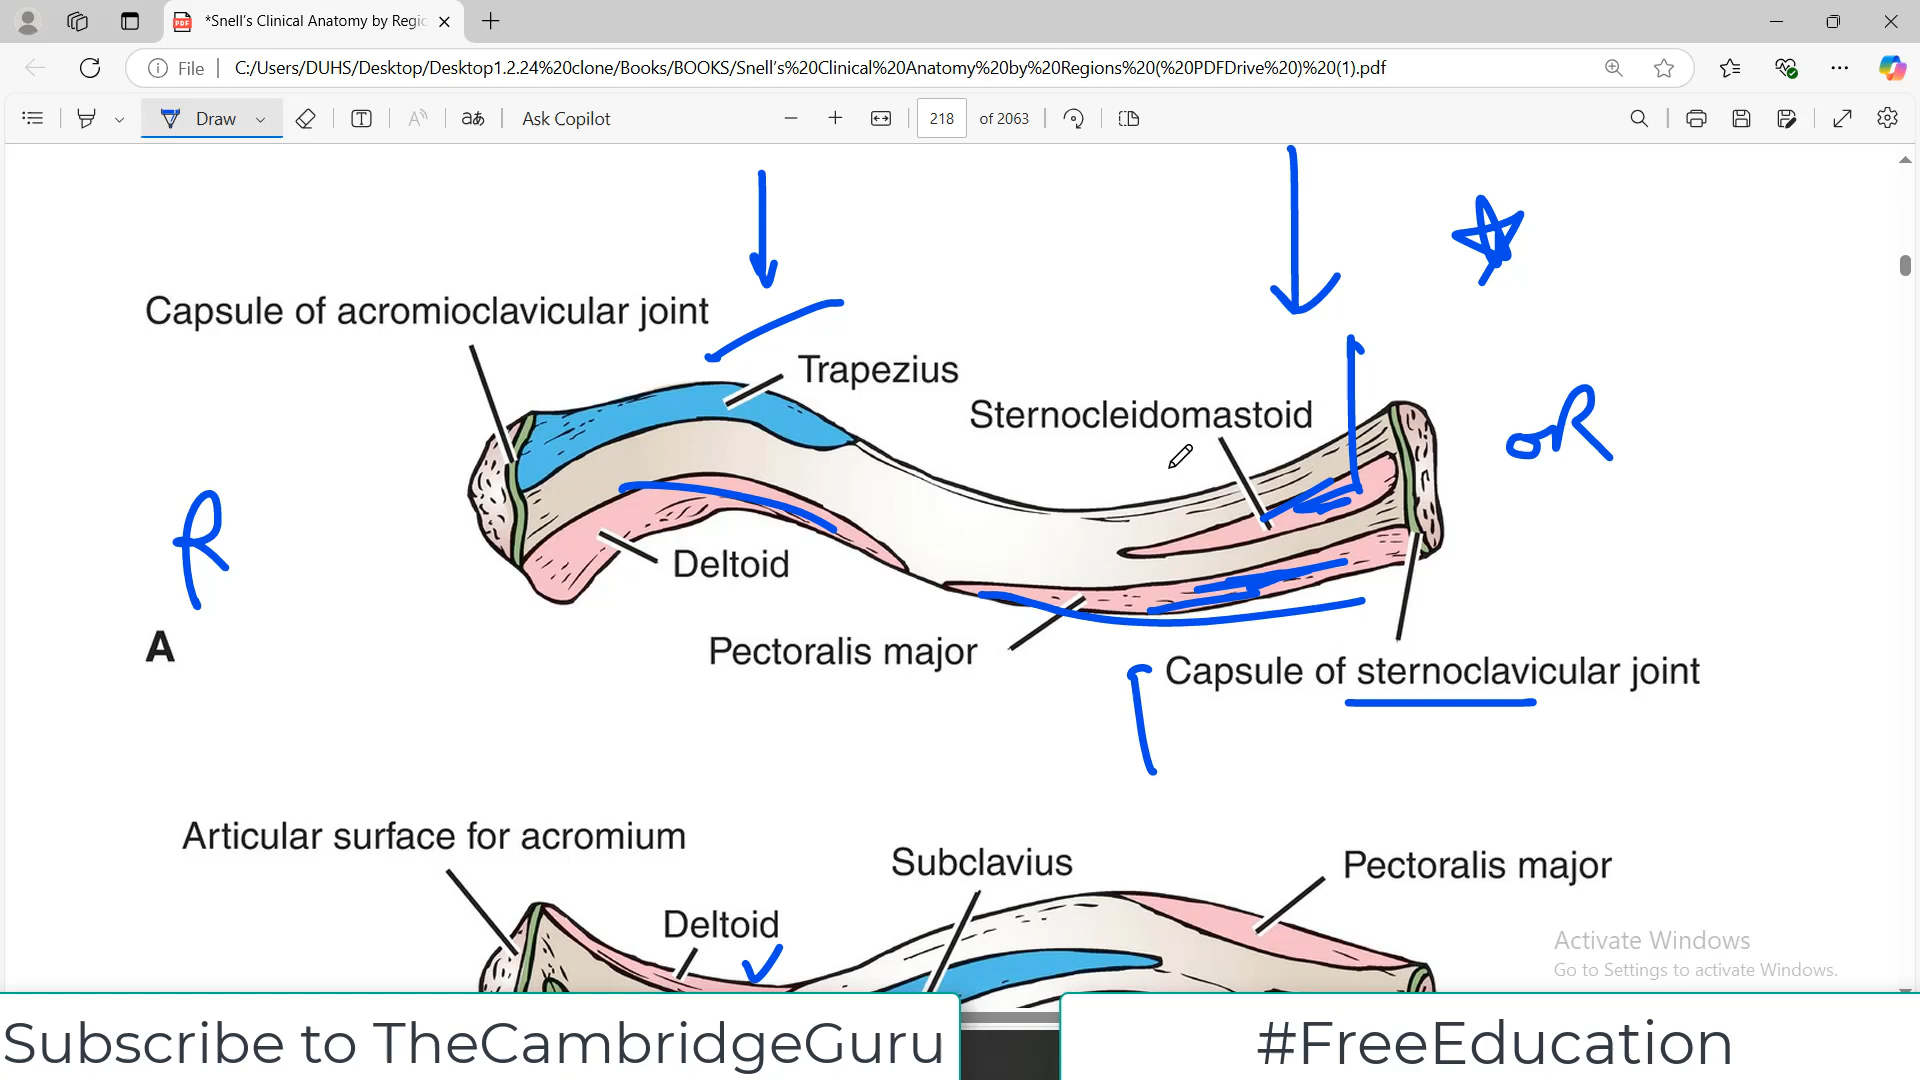 *Snell's Clinical Anatomy by Regio
File
C:/Users/DUHS/Desktop/Desktop1.2.24%20clone/Books/BOOKS/Snell's%20Clinical%20Anatomy%20by%20Regions%20(%20PDFDrive%20)%20(1).pdf
Draw
aあ
Ask Copilot
218 of 2063
Capsule of acromioclavicular joint
Trapezius
Sternocleidomastoid
oR
R
Deltoid
A
Pectoralis major
Capsule of sternoclavicular joint
Articular surface for acromium
Subclavius
Pectoralis major
Deltoid
Activate Windows
Go to Settings to activate Windows.
Subscribe to TheCambridgeGuru
#FreeEducation